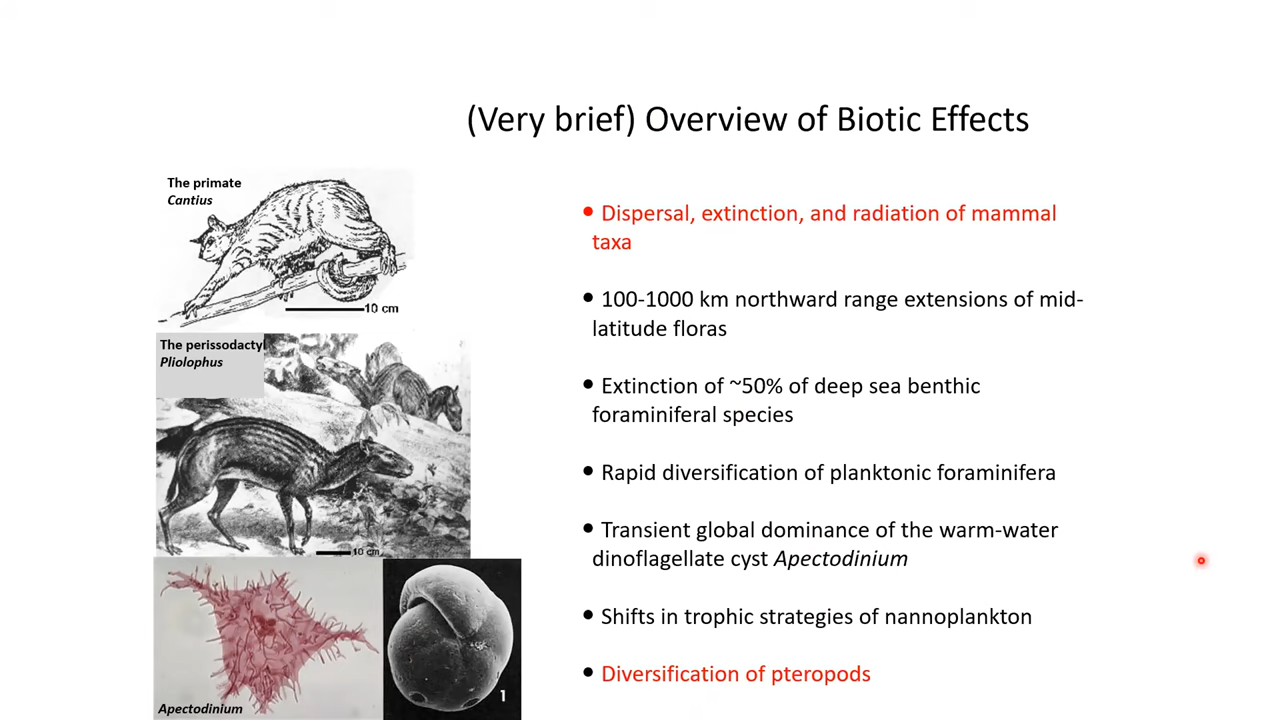 (Very brief) Overview of Biotic Effects
The primate
Cantius
10 cm
The perissodactyl
Pliolophus
10 cm
Apectodinium
1
• Dispersal, extinction, and radiation of mammal
taxa
• 100-1000 km northward range extensions of mid-
latitude floras
• Extinction of ~50% of deep sea benthic
foraminiferal species
• Rapid diversification of planktonic foraminifera
• Transient global dominance of the warm-water
dinoflagellate cyst Apectodinium
• Shifts in trophic strategies of nannoplankton
• Diversification of pteropods